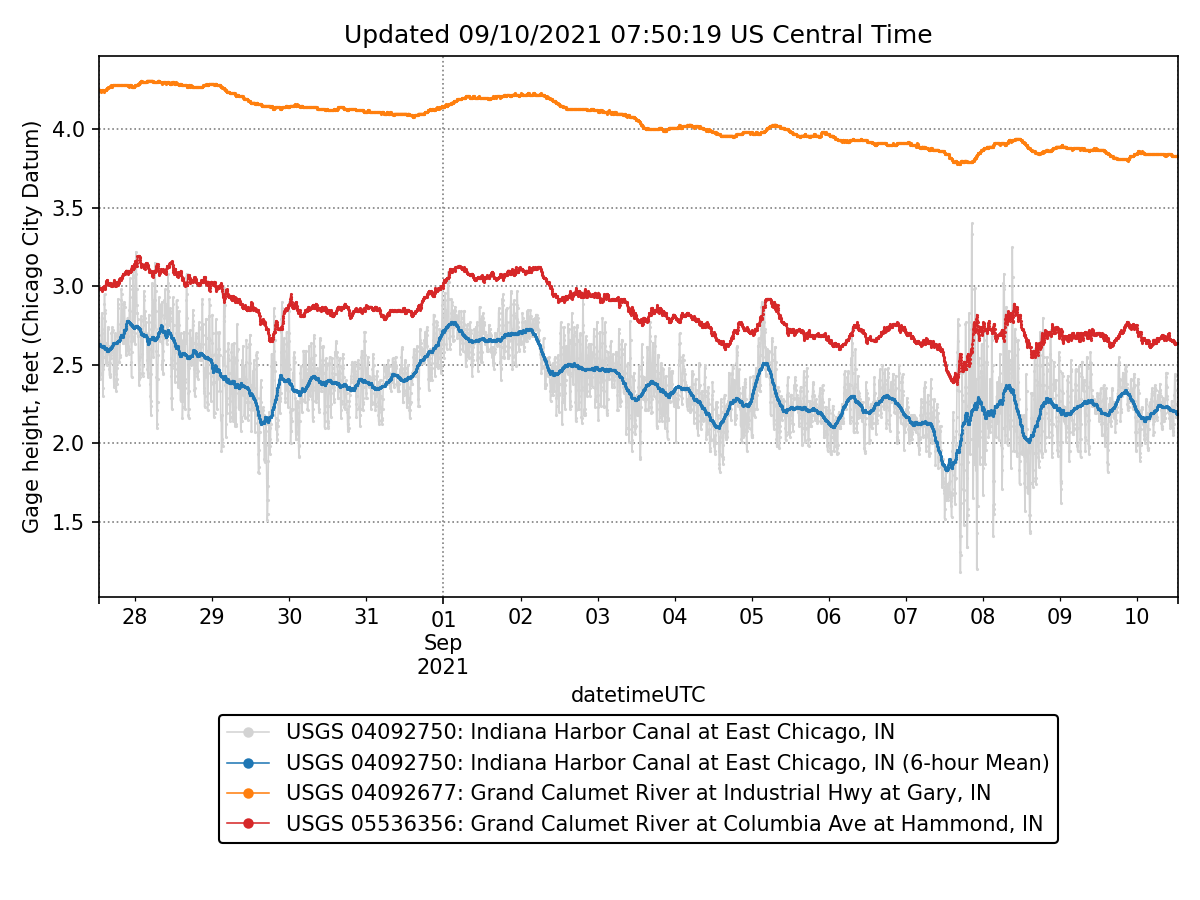 Updated 09/10/2021 07:50:19 US Central Time
Gage height, feet (Chicago City Datum)
4.0
3.5
3.0
2.5
2.0
1.5
28 29 30 31 01 02 03 04 05 06 07 08 09 10
Sep
2021
datetimeUTC
USGS 04092750: Indiana Harbor Canal at East Chicago, IN
USGS 04092750: Indiana Harbor Canal at East Chicago, IN (6-hour Mean)
USGS 04092677: Grand Calumet River at Industrial Hwy at Gary, IN
USGS 05536356: Grand Calumet River at Columbia Ave at Hammond, IN